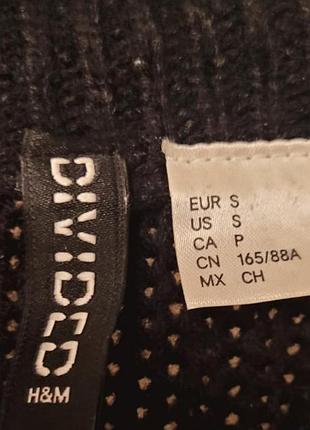 DIVIDED
H&M
EUR S
US S
CA P
CN 165/88A
MX CH